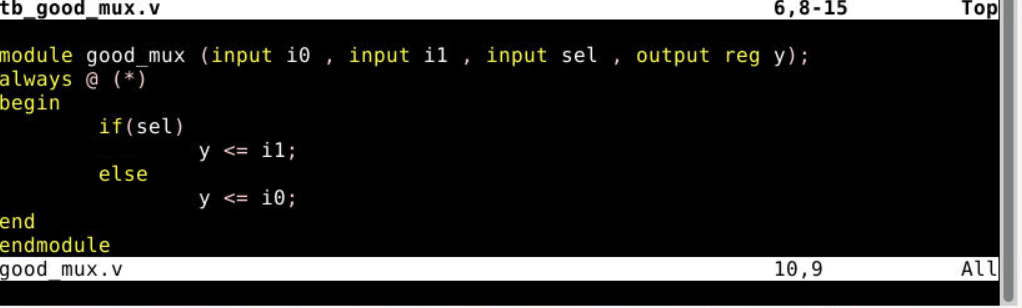 tb_good_mux.v 6,8-15 Top
module good_mux (input i0 , input i1 , input sel , output reg y);
always @ (*)
begin
        if(sel)
                y <= i1;
        else
                y <= i0;
end
endmodule
good_mux.v 10,9 All